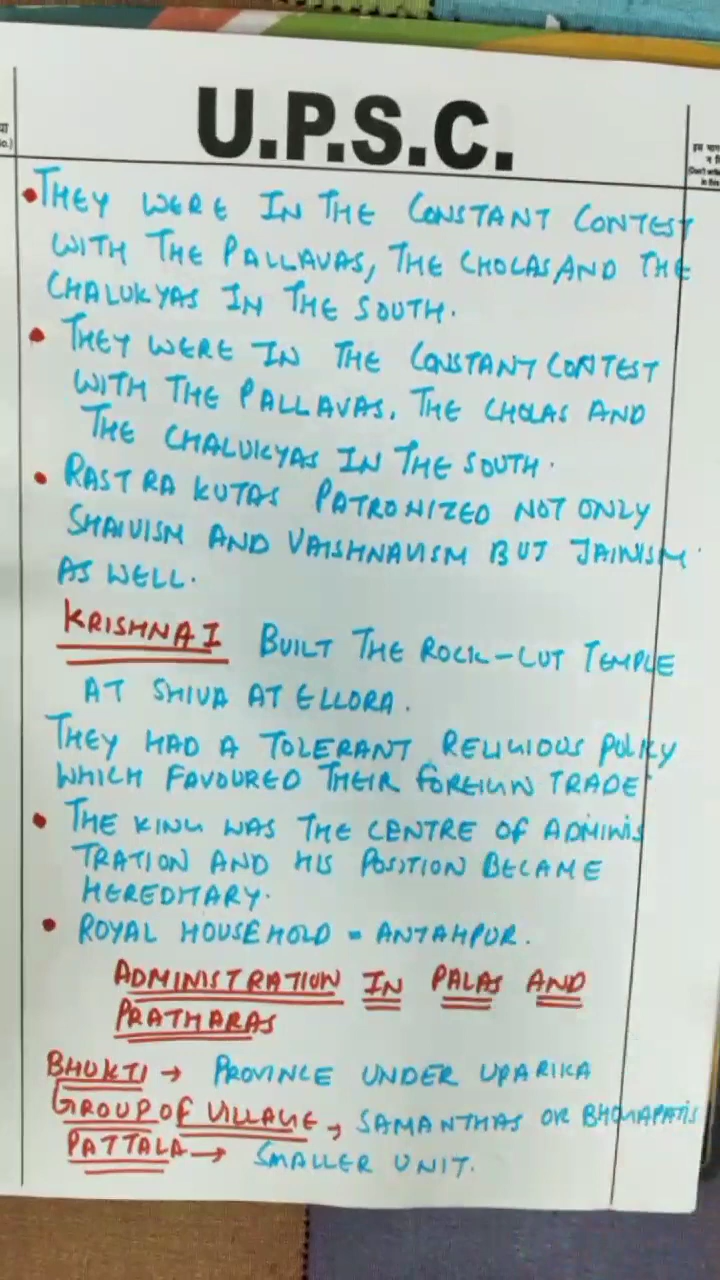 U.P.S.C.
• THEY WERE IN THE CONSTANT CONTEST
WITH THE PALLAVAS, THE CHOLAS AND THE
CHALUKYAS IN THE SOUTH.
• THEY WERE IN THE CONSTANT CONTEST
WITH THE PALLAVAS. THE CHOLAS AND
THE CHALUKYAS IN THE SOUTH.
• RASTRA KUTAS PATRONIZED NOT ONLY
SHAIVISM AND VAISHNAVISM BUT JAINISM
AS WELL.
KRISHNA I BUILT THE ROCK-CUT TEMPLE
AT SHIVA AT ELLORA.
THEY HAD A TOLERANT RELIGIOUS POLICY
WHICH FAVOURED THEIR FOREIGN TRADE
• THE KING WAS THE CENTRE OF ADMINIS
TRATION AND HIS POSITION BECAME
HEREDITARY.
• ROYAL HOUSEHOLD = ANTAHPUR.
ADMINISTRATION IN PALAS AND
PRATHARAS
BHUKTI → PROVINCE UNDER UPARIKA
GROUP OF VILLAGE, SAMANTHAS OR BHOGAPATIS
PATTALA → SMALLER UNIT.